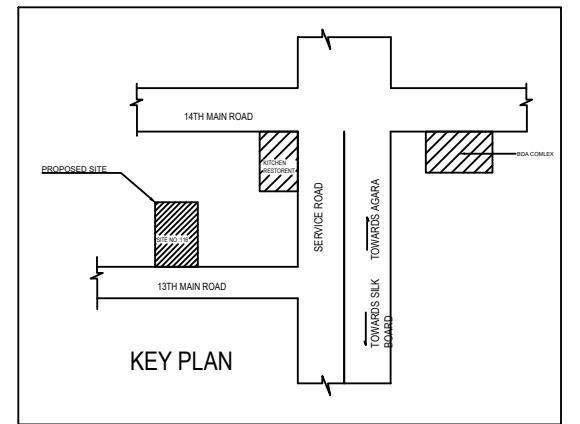 14TH MAIN ROAD
KITCHEN
RESTORENT
BDA COMLEX
PROPOSED SITE
SITE NO.
SERVICE ROAD
TOWARDS AGARA
TOWARDS SILK
BOARD
13TH MAIN ROAD
KEY PLAN